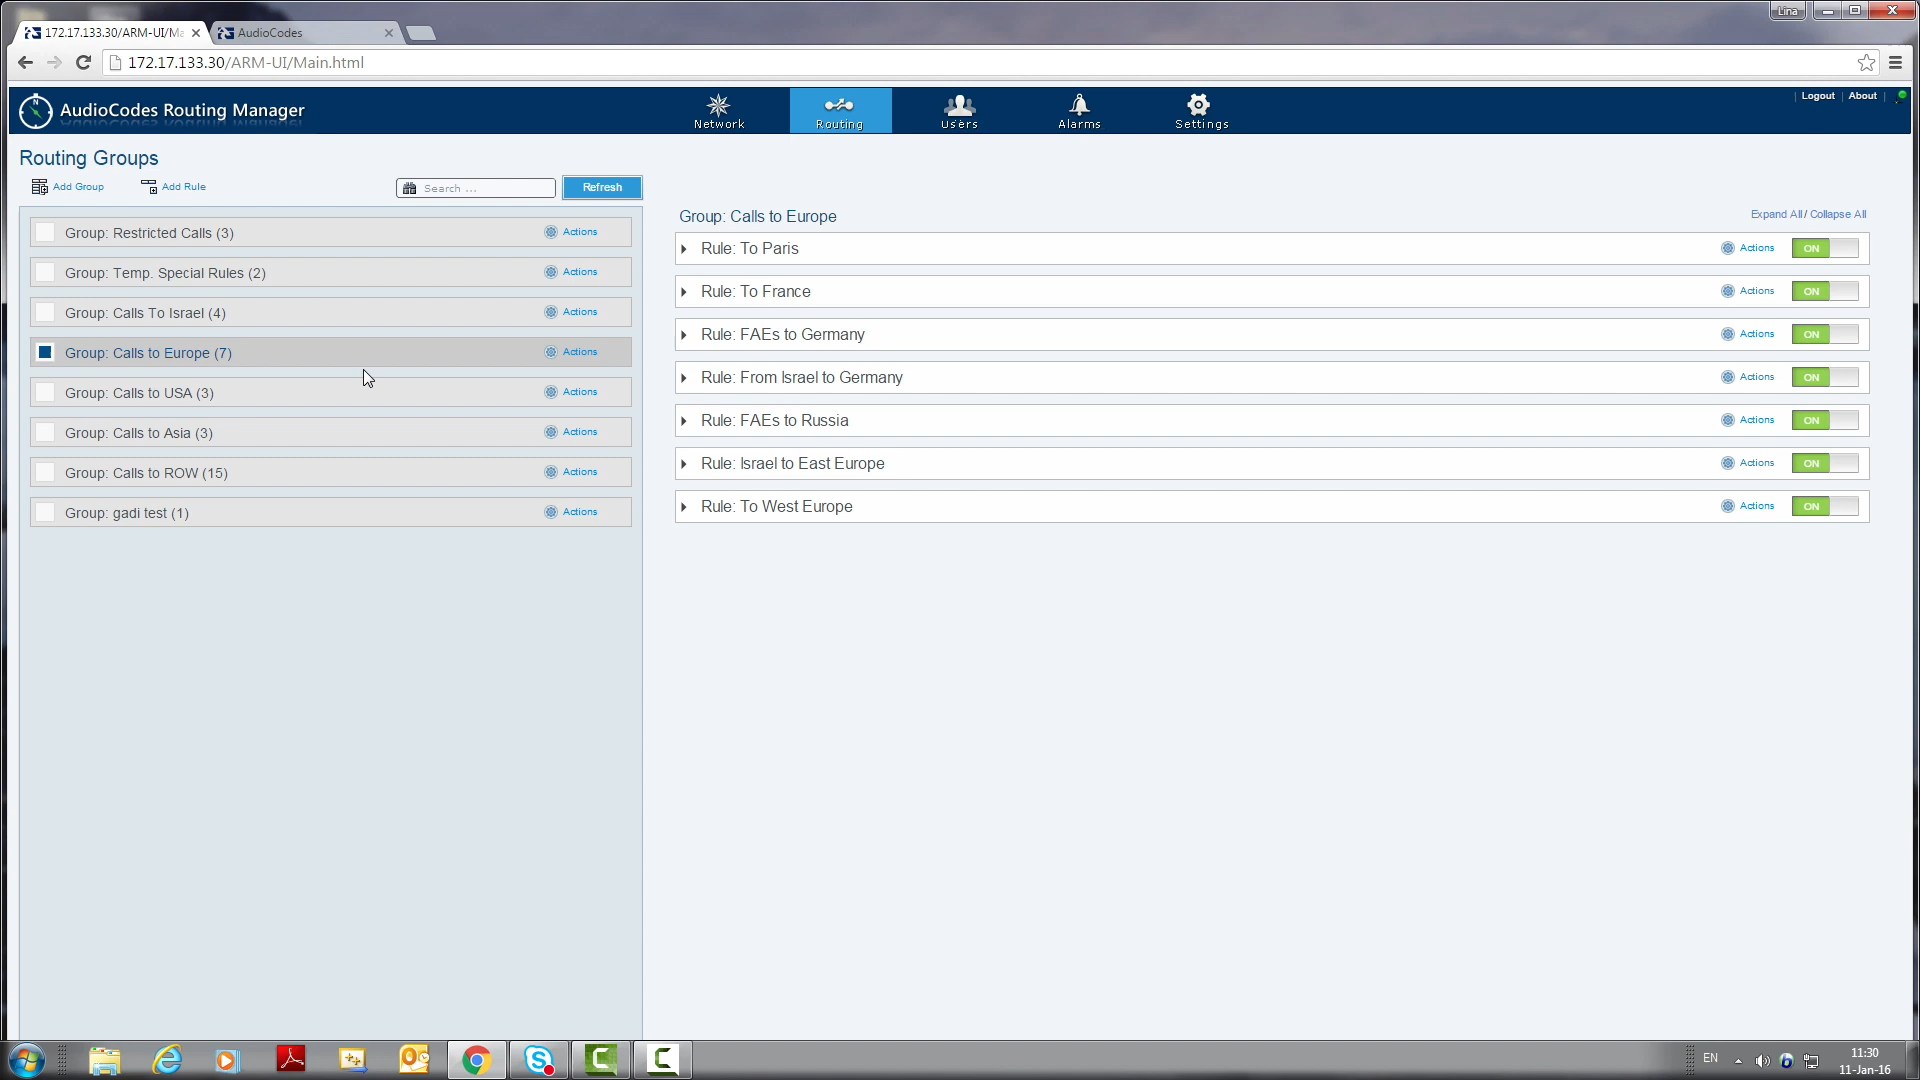 Lina
172.17.133.30/ARM-UI/Ma
AudioCodes
172.17.133.30/ARM-UI/Main.html
AudioCodes Routing Manager
Network
Routing
Users
Alarms
Settings
Logout
About
Routing Groups
Add Group
Add Rule
Search ...
Refresh
Group: Restricted Calls (3)
Actions
Group: Temp. Special Rules (2)
Actions
Group: Calls To Israel (4)
Actions
Group: Calls to Europe (7)
Actions
Group: Calls to USA (3)
Actions
Group: Calls to Asia (3)
Actions
Group: Calls to ROW (15)
Actions
Group: gadi test (1)
Actions
Group: Calls to Europe
Expand All / Collapse All
Rule: To Paris
Actions
ON
Rule: To France
Actions
ON
Rule: FAEs to Germany
Actions
ON
Rule: From Israel to Germany
Actions
ON
Rule: FAEs to Russia
Actions
ON
Rule: Israel to East Europe
Actions
ON
Rule: To West Europe
Actions
ON
EN
11:30
11-Jan-16